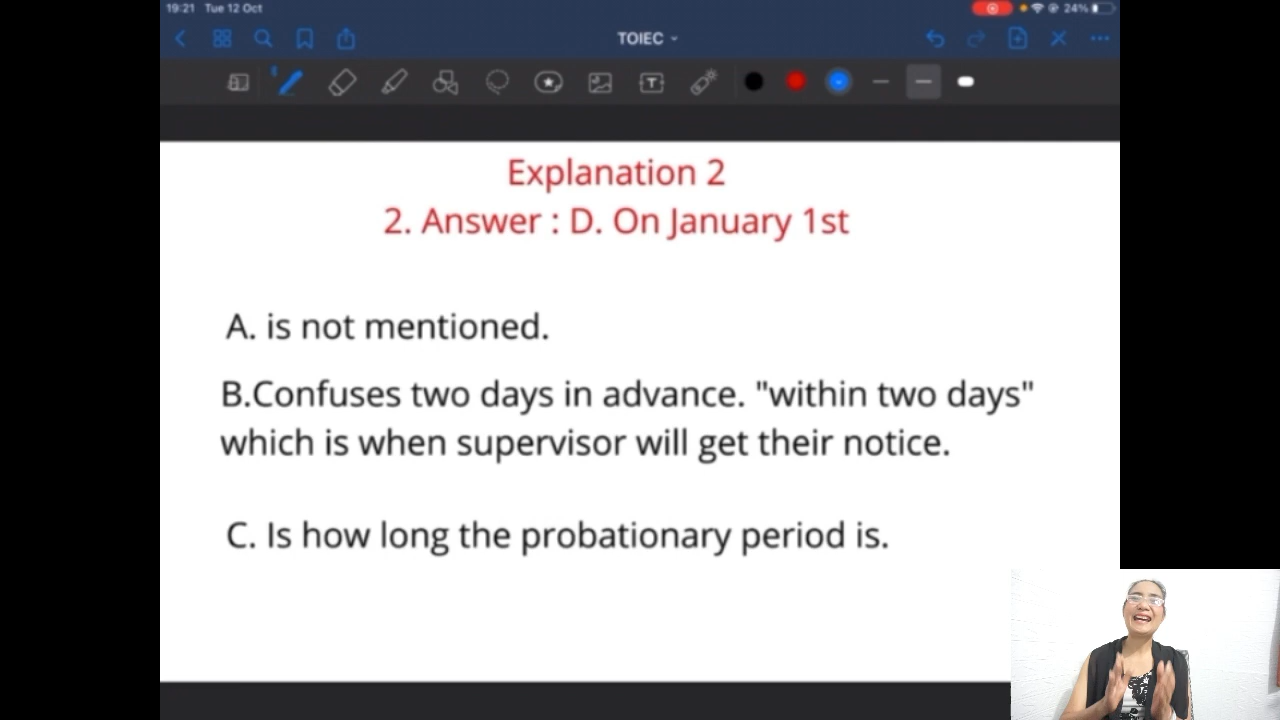 19:21 Tue 12 Oct
24%
TOIEC
T
Explanation 2
2. Answer : D. On January 1st
A. is not mentioned.
B.Confuses two days in advance. "within two days"
which is when supervisor will get their notice.
C. Is how long the probationary period is.